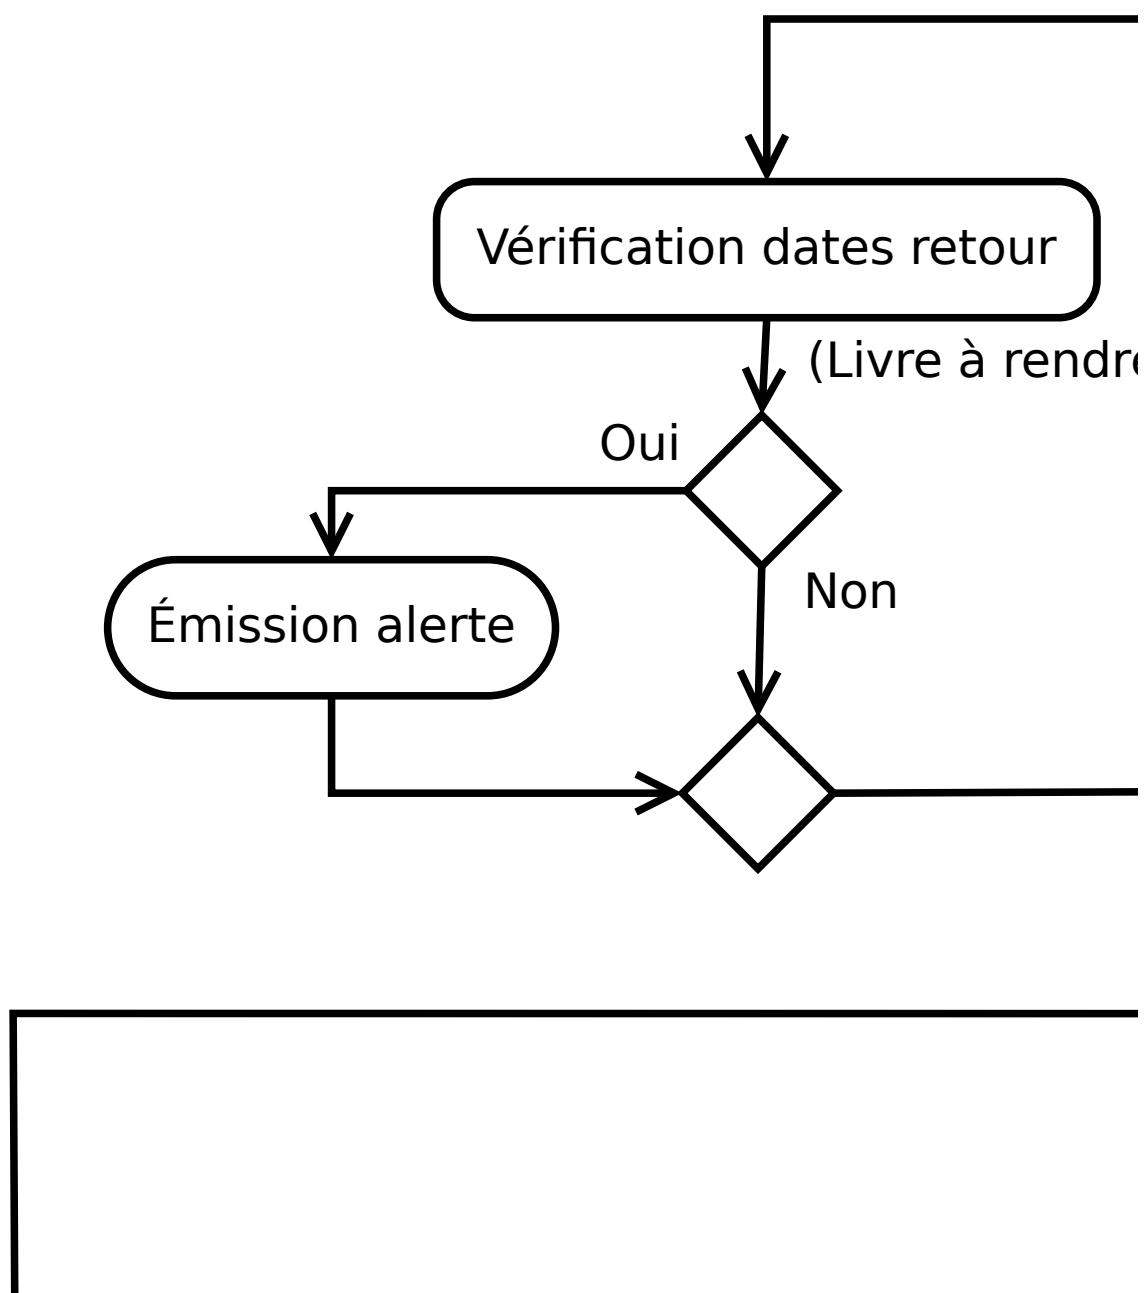 Vérification dates retour
(Livre à rendre
Oui
Non
Émission alerte